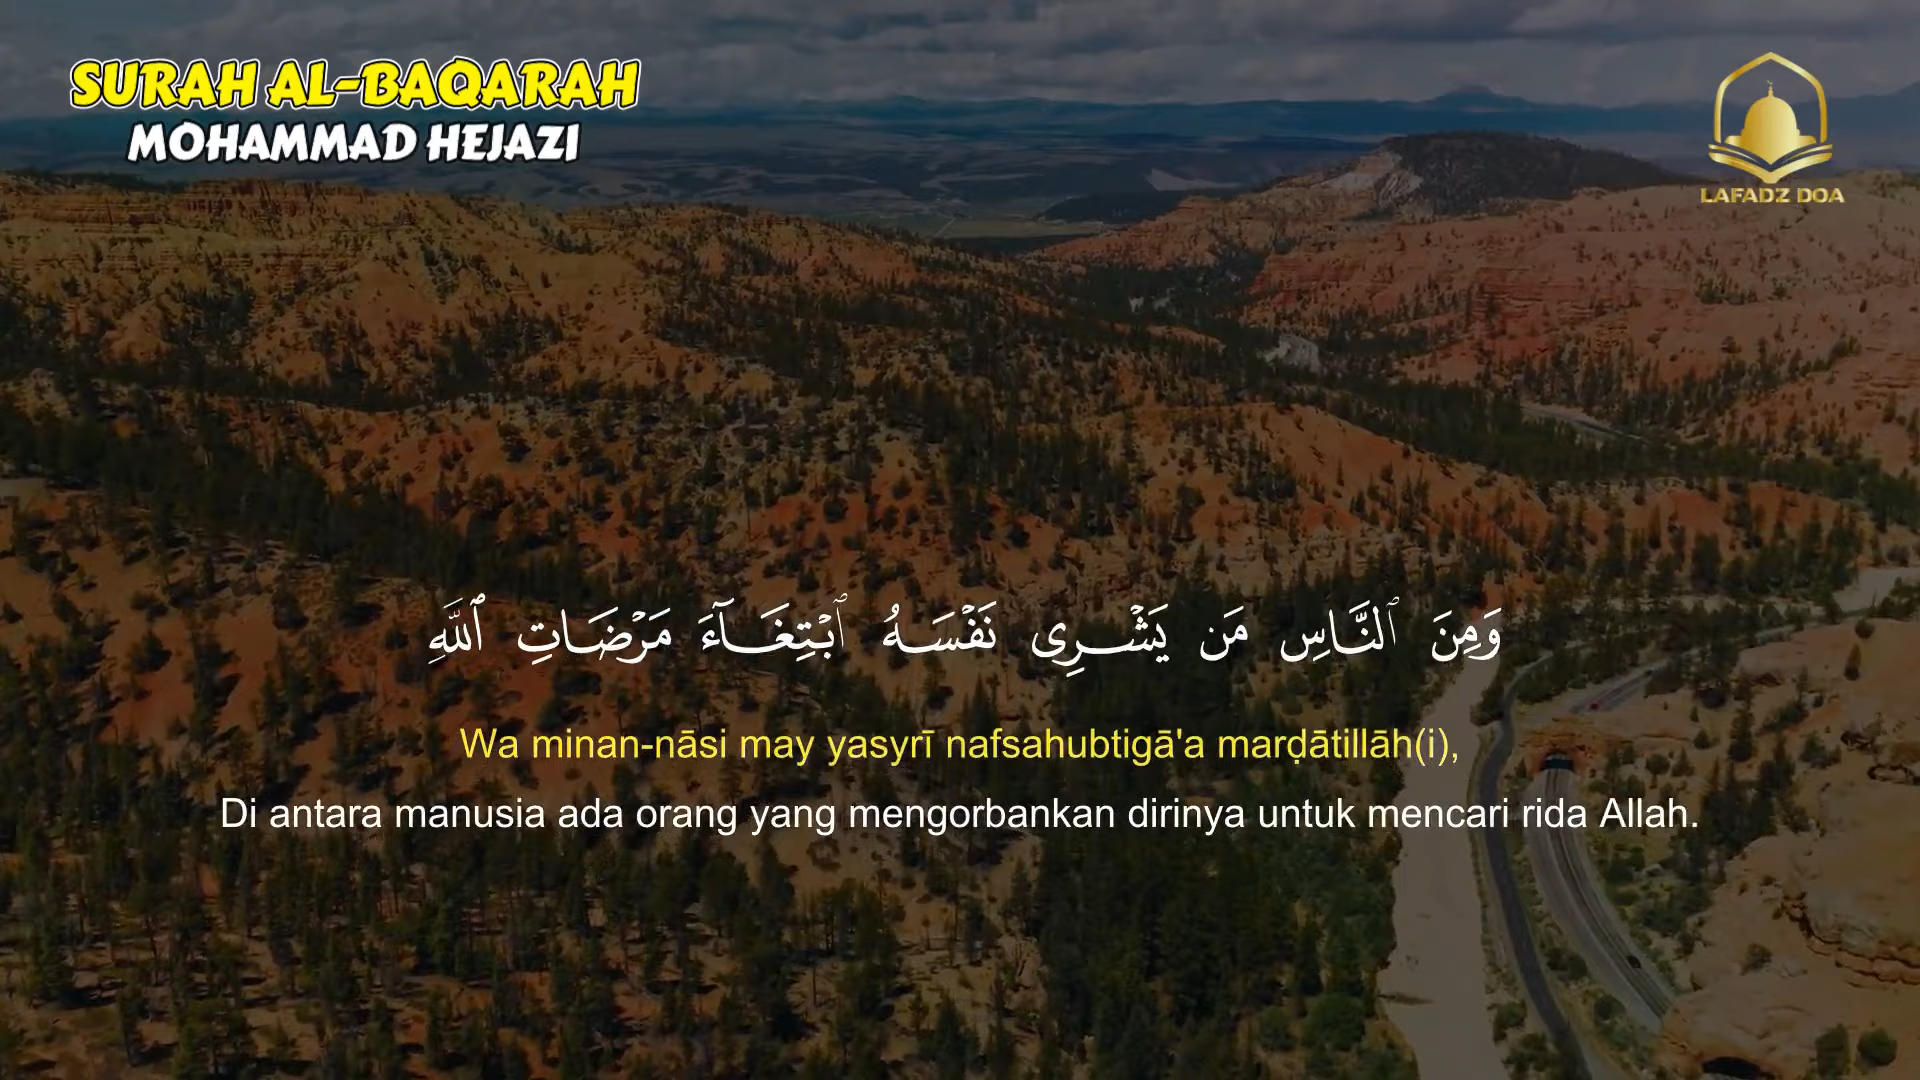 SURAH AL-BAQARAH
MOHAMMAD HEJAZI
LAFADZ DOA
وَمِنَ ٱلنَّاسِ مَن يَشْرِى نَفْسَهُ ٱبْتِغَآءَ مَرْضَاتِ ٱللَّهِ
Wa minan-nāsi may yasyrī nafsahubtigā'a marḍātillāh(i),
Di antara manusia ada orang yang mengorbankan dirinya untuk mencari rida Allah.